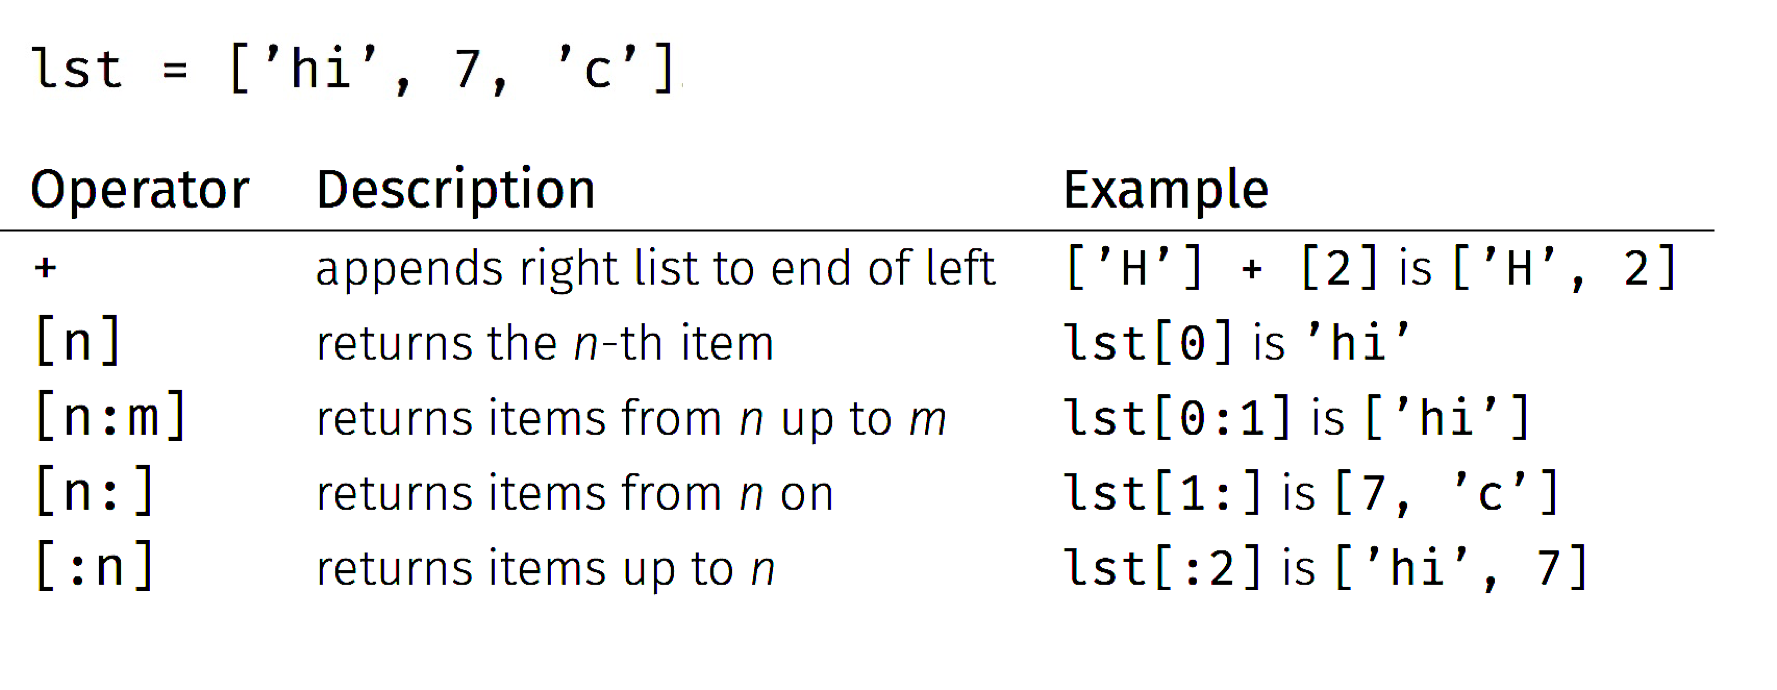 lst = [’hi’, 7, ’c’]
Operator Description Example
+ appends right list to end of left [’H’] + [2] is [’H’, 2]
[n] returns the n-th item lst[0] is ’hi’
[n:m] returns items from n up to m lst[0:1] is [’hi’]
[n:] returns items from n on lst[1:] is [7, ’c’]
[:n] returns items up to n lst[:2] is [’hi’, 7]